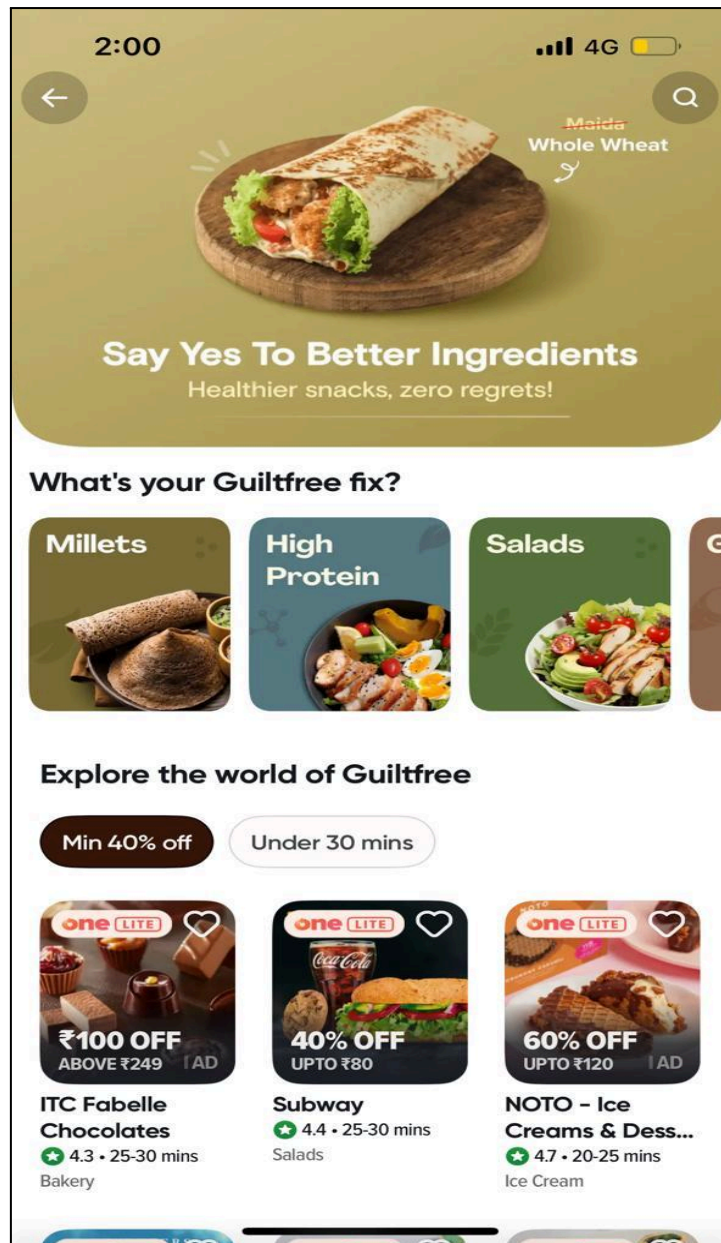 2:00
4G
Maida
Whole Wheat
Say Yes To Better Ingredients
Healthier snacks, zero regrets!
What's your Guiltfree fix?
Millets
High
Protein
Salads
G
Explore the world of Guiltfree
Min 40% off
Under 30 mins
one LITE
Coca-Cola
₹100 OFF
ABOVE ₹249
AD
ITC Fabelle
Chocolates
4.3 • 25-30 mins
Bakery
one LITE
40% OFF
UPTO ₹80
Subway
4.4 • 25-30 mins
Salads
one LITE
NOTO
60% OFF
UPTO ₹120
AD
NOTO - Ice
Creams & Dess...
4.7 • 20-25 mins
Ice Cream